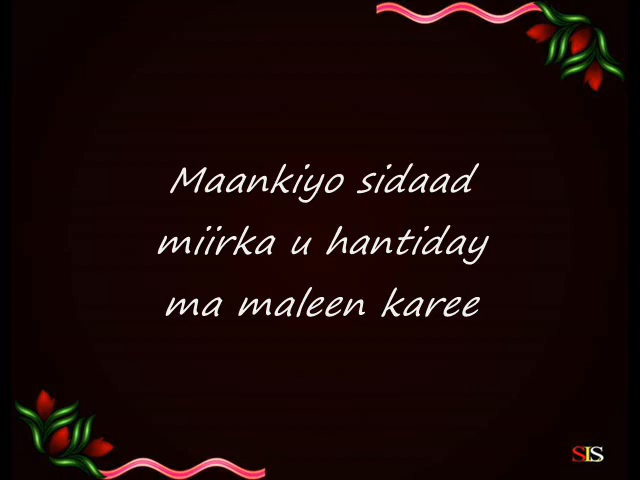 Maankiyo sidaad
miirka u hantiday
ma maleen karee
SIS